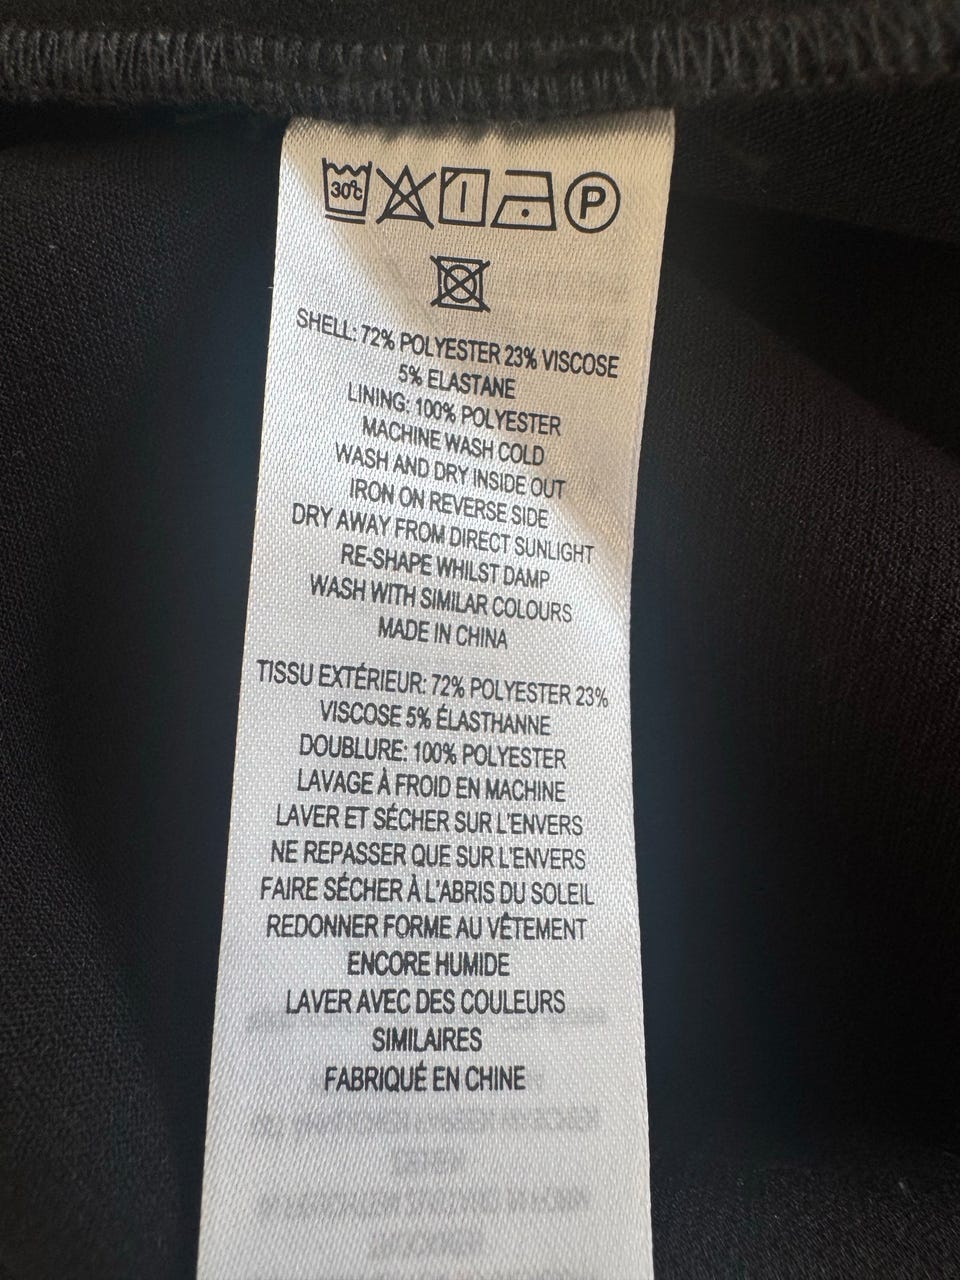 30°C
P
SHELL: 72% POLYESTER 23% VISCOSE
5% ELASTANE
LINING: 100% POLYESTER
MACHINE WASH COLD
WASH AND DRY INSIDE OUT
IRON ON REVERSE SIDE
DRY AWAY FROM DIRECT SUNLIGHT
RE-SHAPE WHILST DAMP
WASH WITH SIMILAR COLOURS
MADE IN CHINA
TISSU EXTÉRIEUR: 72% POLYESTER 23%
VISCOSE 5% ÉLASTHANNE
DOUBLURE: 100% POLYESTER
LAVAGE À FROID EN MACHINE
LAVER ET SÉCHER SUR L'ENVERS
NE REPASSER QUE SUR L'ENVERS
FAIRE SÉCHER À L'ABRIS DU SOLEIL
REDONNER FORME AU VÊTEMENT
ENCORE HUMIDE
LAVER AVEC DES COULEURS
SIMILAIRES
FABRIQUÉ EN CHINE